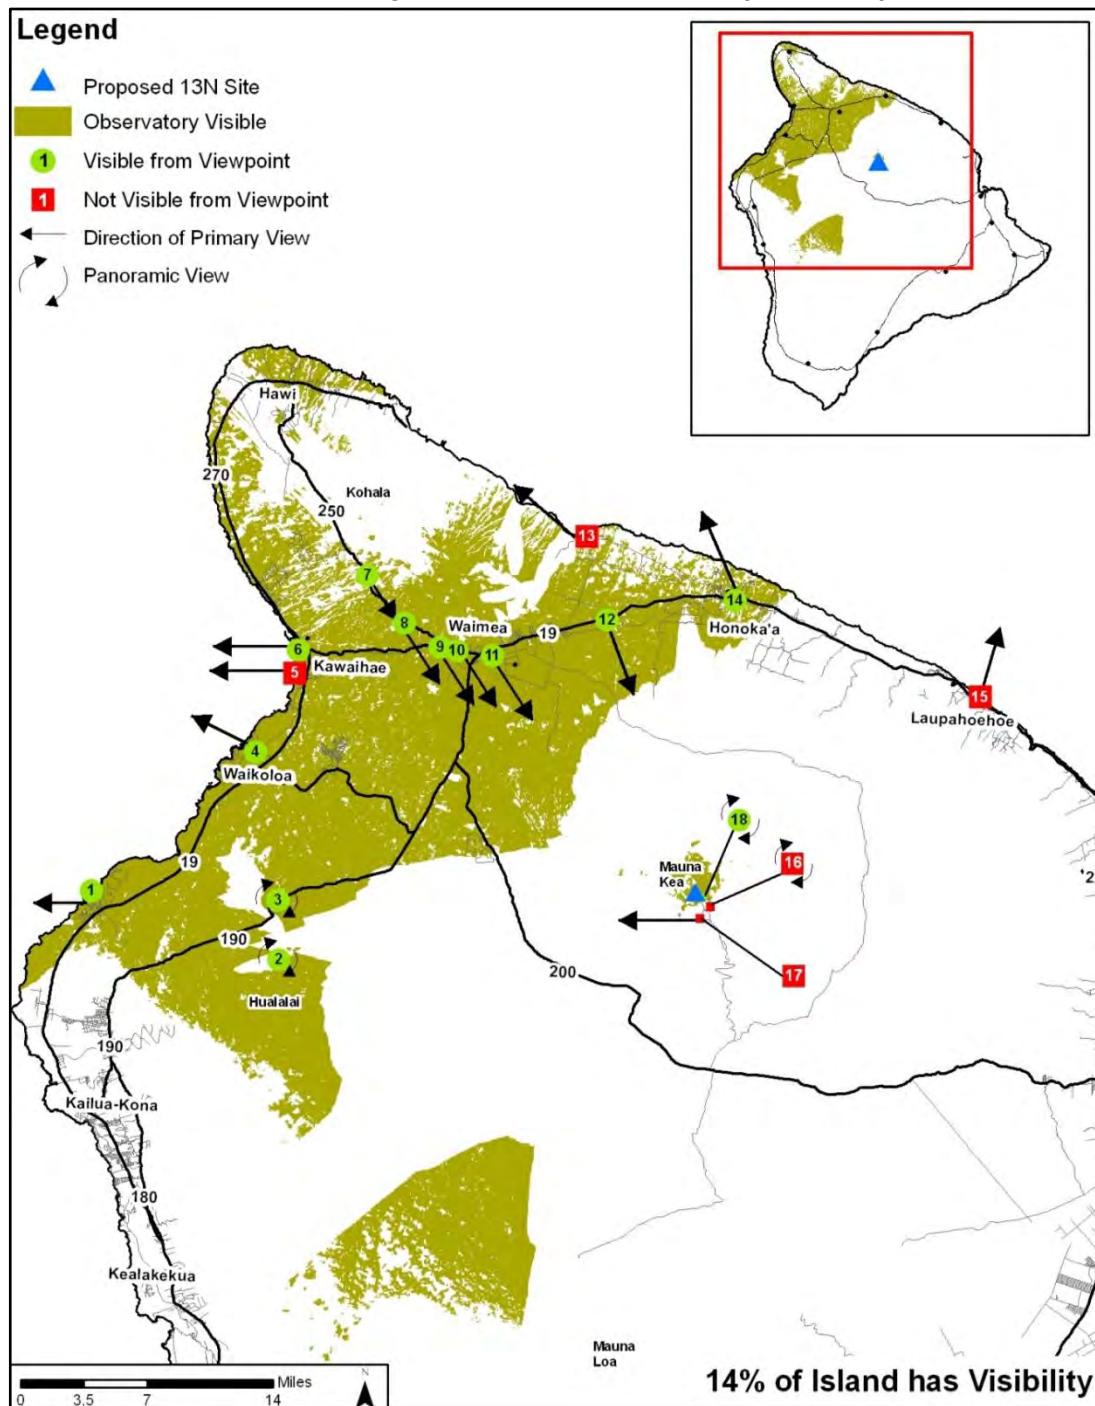 Legend
Proposed 13N Site
Observatory Visible
1 Visible from Viewpoint
1 Not Visible from Viewpoint
Direction of Primary View
Panoramic View
Hawi
270
Kohala
250
13
7
14
12
8
Waimea
19
Honoka'a
9
10
11
6
Kawaihae
5
15
Laupahoehoe
4
Waikoloa
18
19
16
Mauna
Kea
1
3
190
2
200
17
Hualalai
190
Kailua-Kona
180
Kealakekua
Mauna
Loa
Miles
0 3.5 7 14
N
14% of Island has Visibility